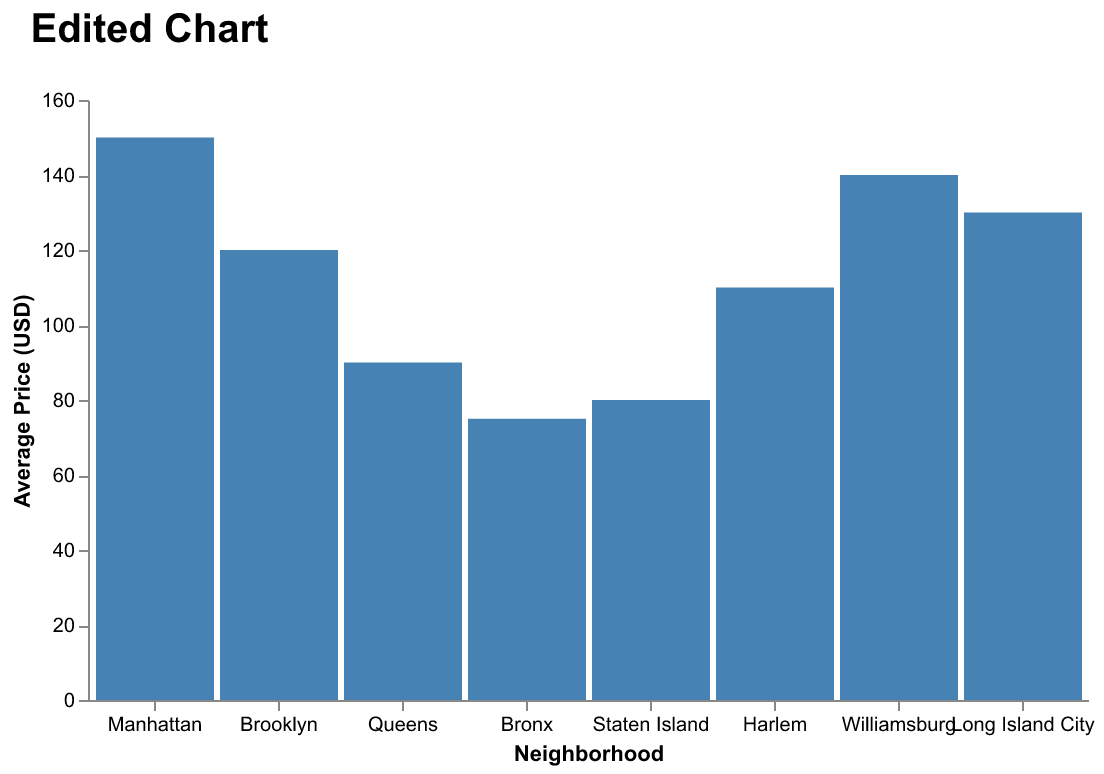 Edited Chart
160
140
120
100
80
60
40
20
0
Average Price (USD)
Manhattan Brooklyn Queens Bronx Staten Island Harlem Williamsburg Long Island City
Neighborhood